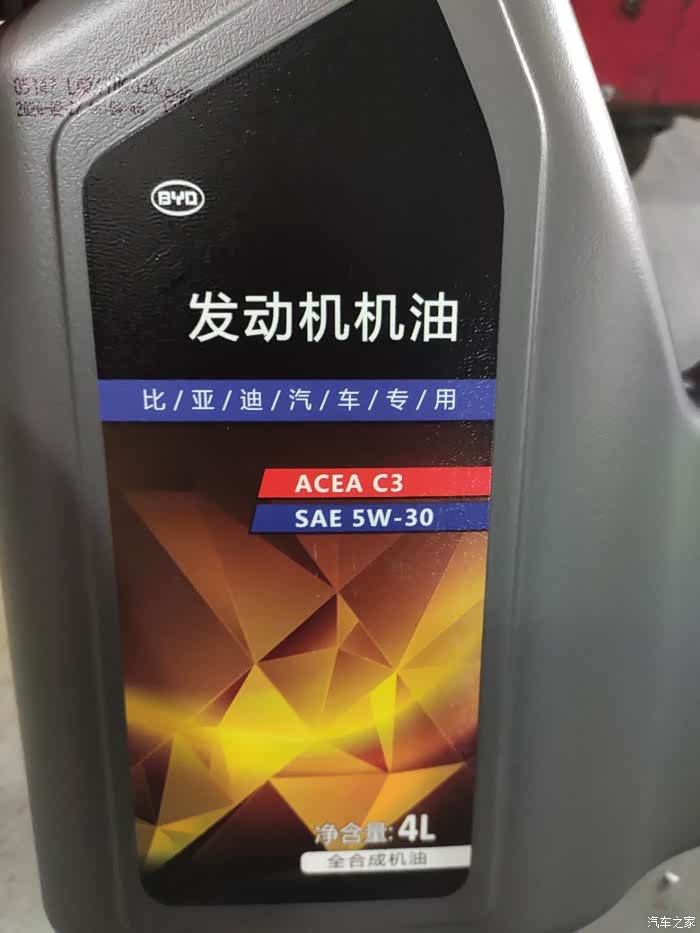 BYD
发动机机油
比/亚/迪/汽/车/专/用
ACEA C3
SAE 5W-30
净含量:4L
全合成机油
汽车之家